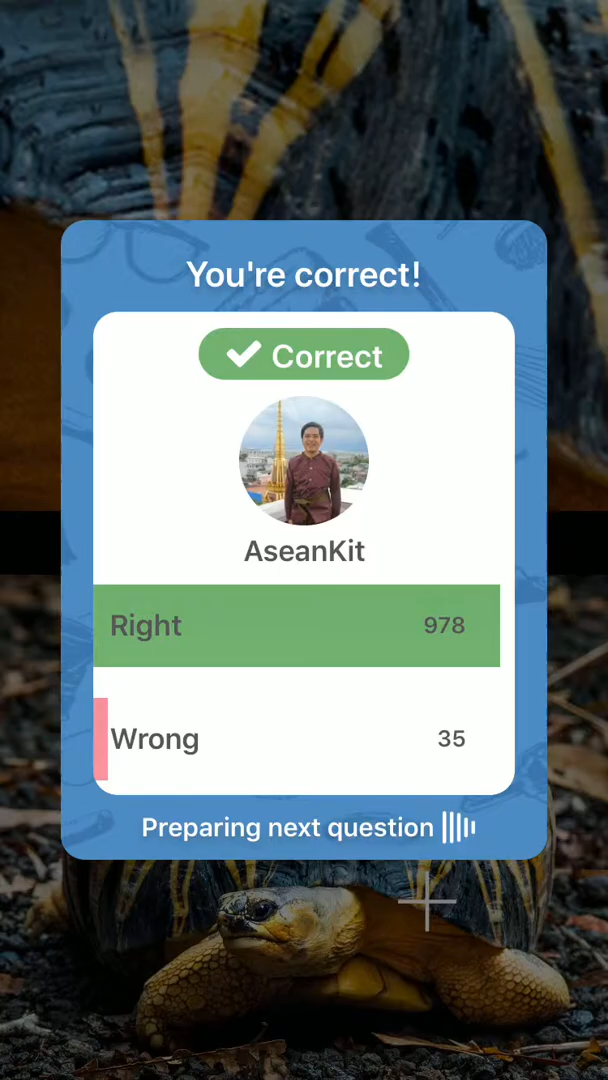 You're correct!
Correct
AseanKit
Right 978
Wrong 35
Preparing next question